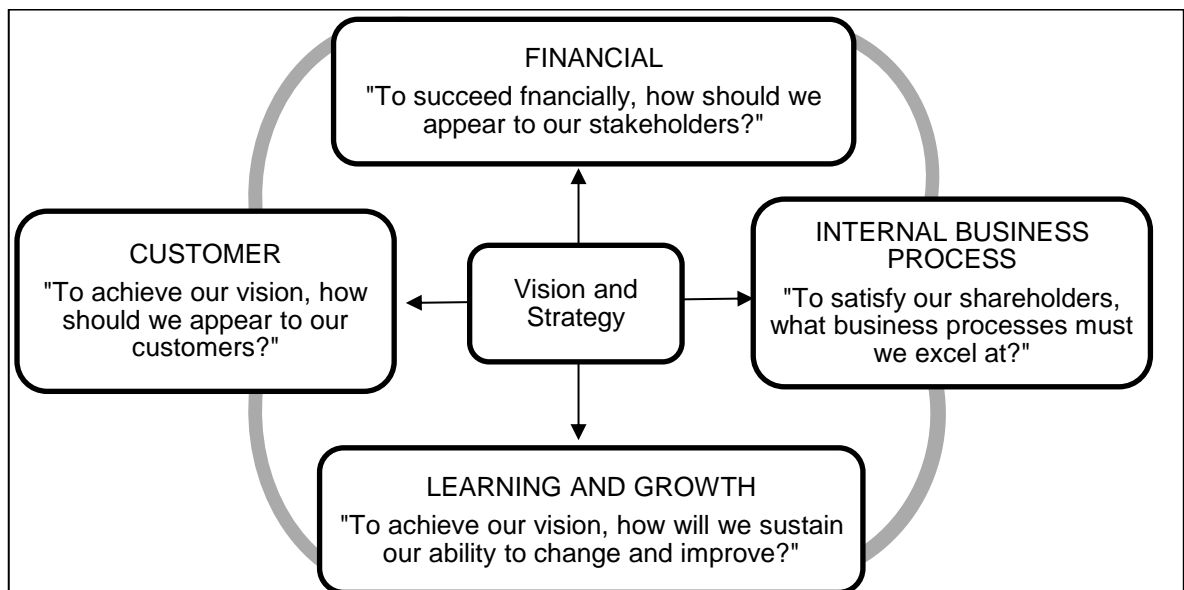 FINANCIAL
"To succeed fnancially, how should we
appear to our stakeholders?"
CUSTOMER
"To achieve our vision, how
should we appear to our
customers?"
Vision and
Strategy
INTERNAL BUSINESS
PROCESS
"To satisfy our shareholders,
what business processes must
we excel at?"
LEARNING AND GROWTH
"To achieve our vision, how will we sustain
our ability to change and improve?"